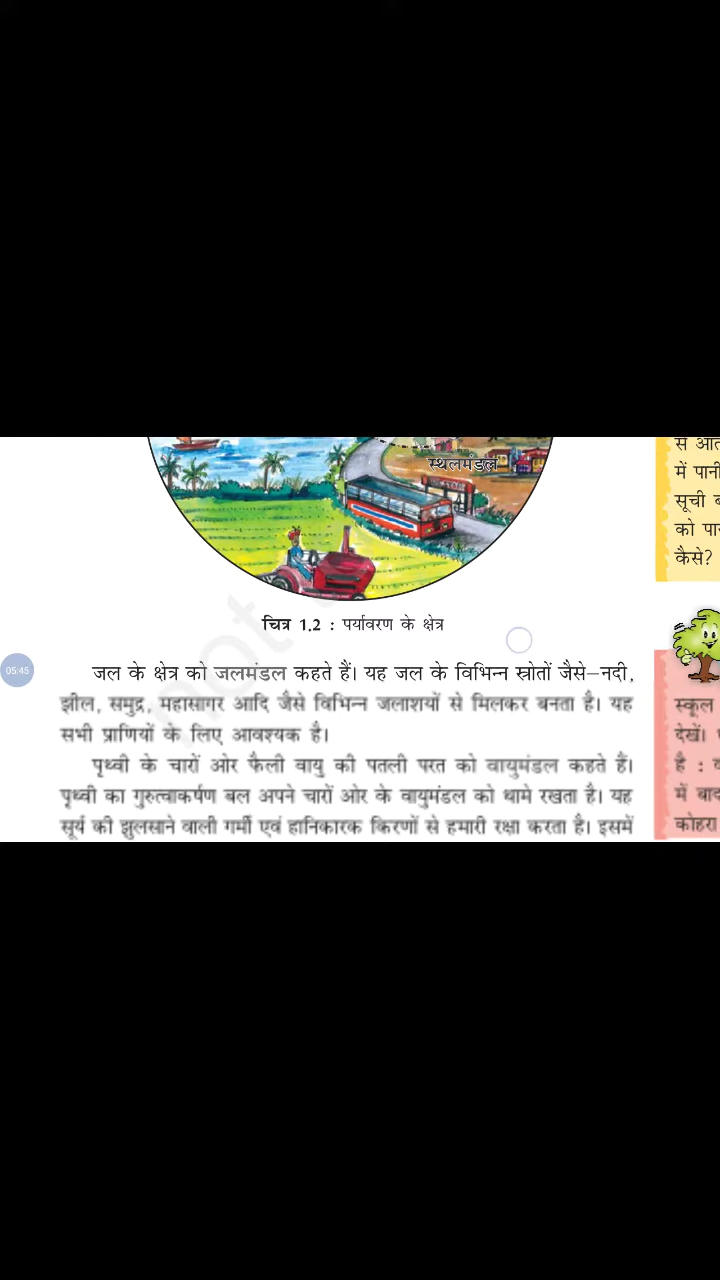 स्थलमंडल
चित्र 1.2 : पर्यावरण के क्षेत्र
05:45
जल के क्षेत्र को जलमंडल कहते हैं। यह जल के विभिन्न स्रोतों जैसे–नदी,
झील, समुद्र, महासागर आदि जैसे विभिन्न जलाशयों से मिलकर बनता है। यह
सभी प्राणियों के लिए आवश्यक है।
पृथ्वी के चारों ओर फैली वायु की पतली परत को वायुमंडल कहते हैं।
पृथ्वी का गुरुत्वाकर्षण बल अपने चारों ओर के वायुमंडल को थामे रखता है। यह
सूर्य की झुलसाने वाली गर्मी एवं हानिकारक किरणों से हमारी रक्षा करता है। इसमें
not
से
में पानी
सूची
को
कैसे?
स्कूल
देखें।
है :
में
कोहरा